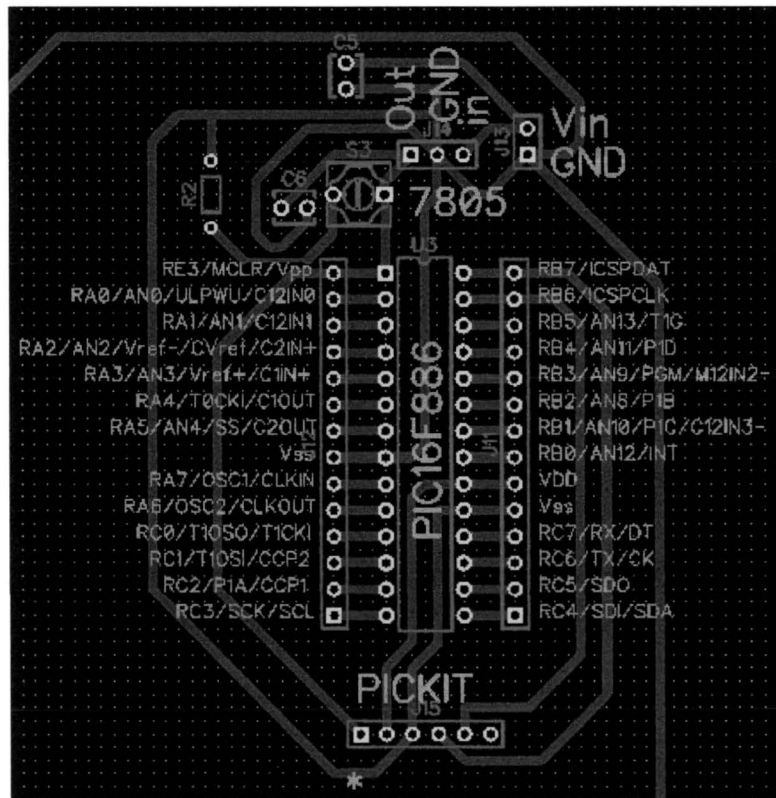 C5
Out
GND
in
J14
J13
Vin
GND
S3
R2
C6
7805
U3
RE3/MCLR/Vpp
RA0/AN0/ULPWU/C12IN0
RA1/AN1/C12IN1
RA2/AN2/Vref-/CVref/C2IN+
RA3/AN3/Vref+/C1IN+
RA4/T0CKI/C1OUT
RA5/AN4/SS/C2OUT
Vss
RA7/OSC1/CLKIN
RA6/OSC2/CLKOUT
RC0/T1OSO/T1CKI
RC1/T1OSI/CCP2
RC2/P1A/CCP1
RC3/SCK/SCL
J12
PIC16F886
J11
RB7/ICSPDAT
RB6/ICSPCLK
RB5/AN13/T1G
RB4/AN11/P1D
RB3/AN9/PGM/M12IN2-
RB2/AN8/P1B
RB1/AN10/P1C/C12IN3-
RB0/AN12/INT
VDD
Vss
RC7/RX/DT
RC6/TX/CK
RC5/SDO
RC4/SDI/SDA
PICKIT
J15
*